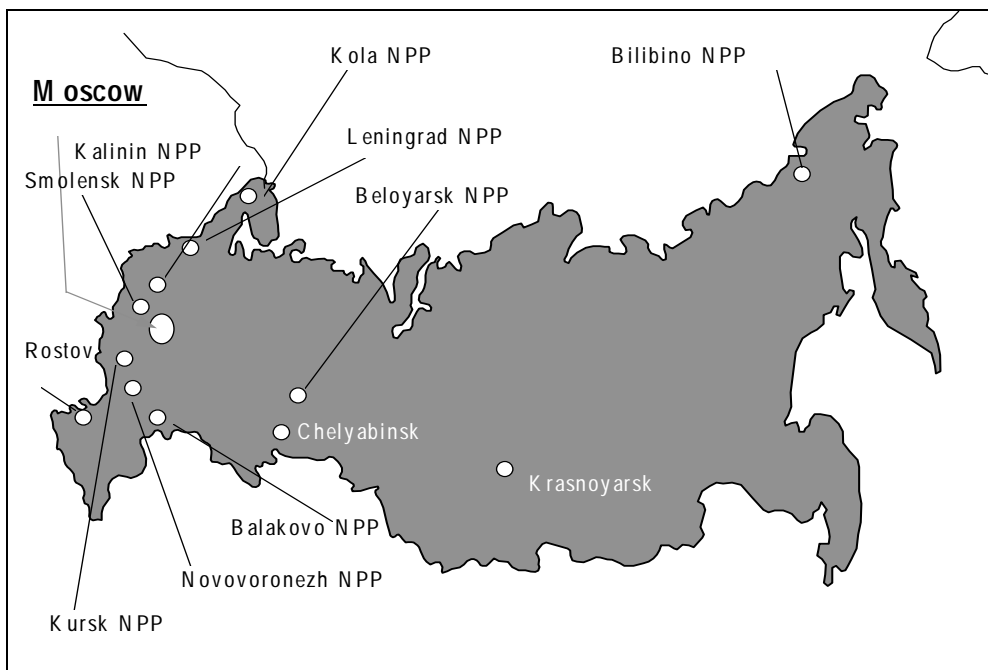 Kola NPP
Bilibino NPP
Moscow
Leningrad NPP
Kalinin NPP
Smolensk NPP
Beloyarsk NPP
Rostov
Chelyabinsk
Krasnoyarsk
Balakovo NPP
Novovoronezh NPP
Kursk NPP